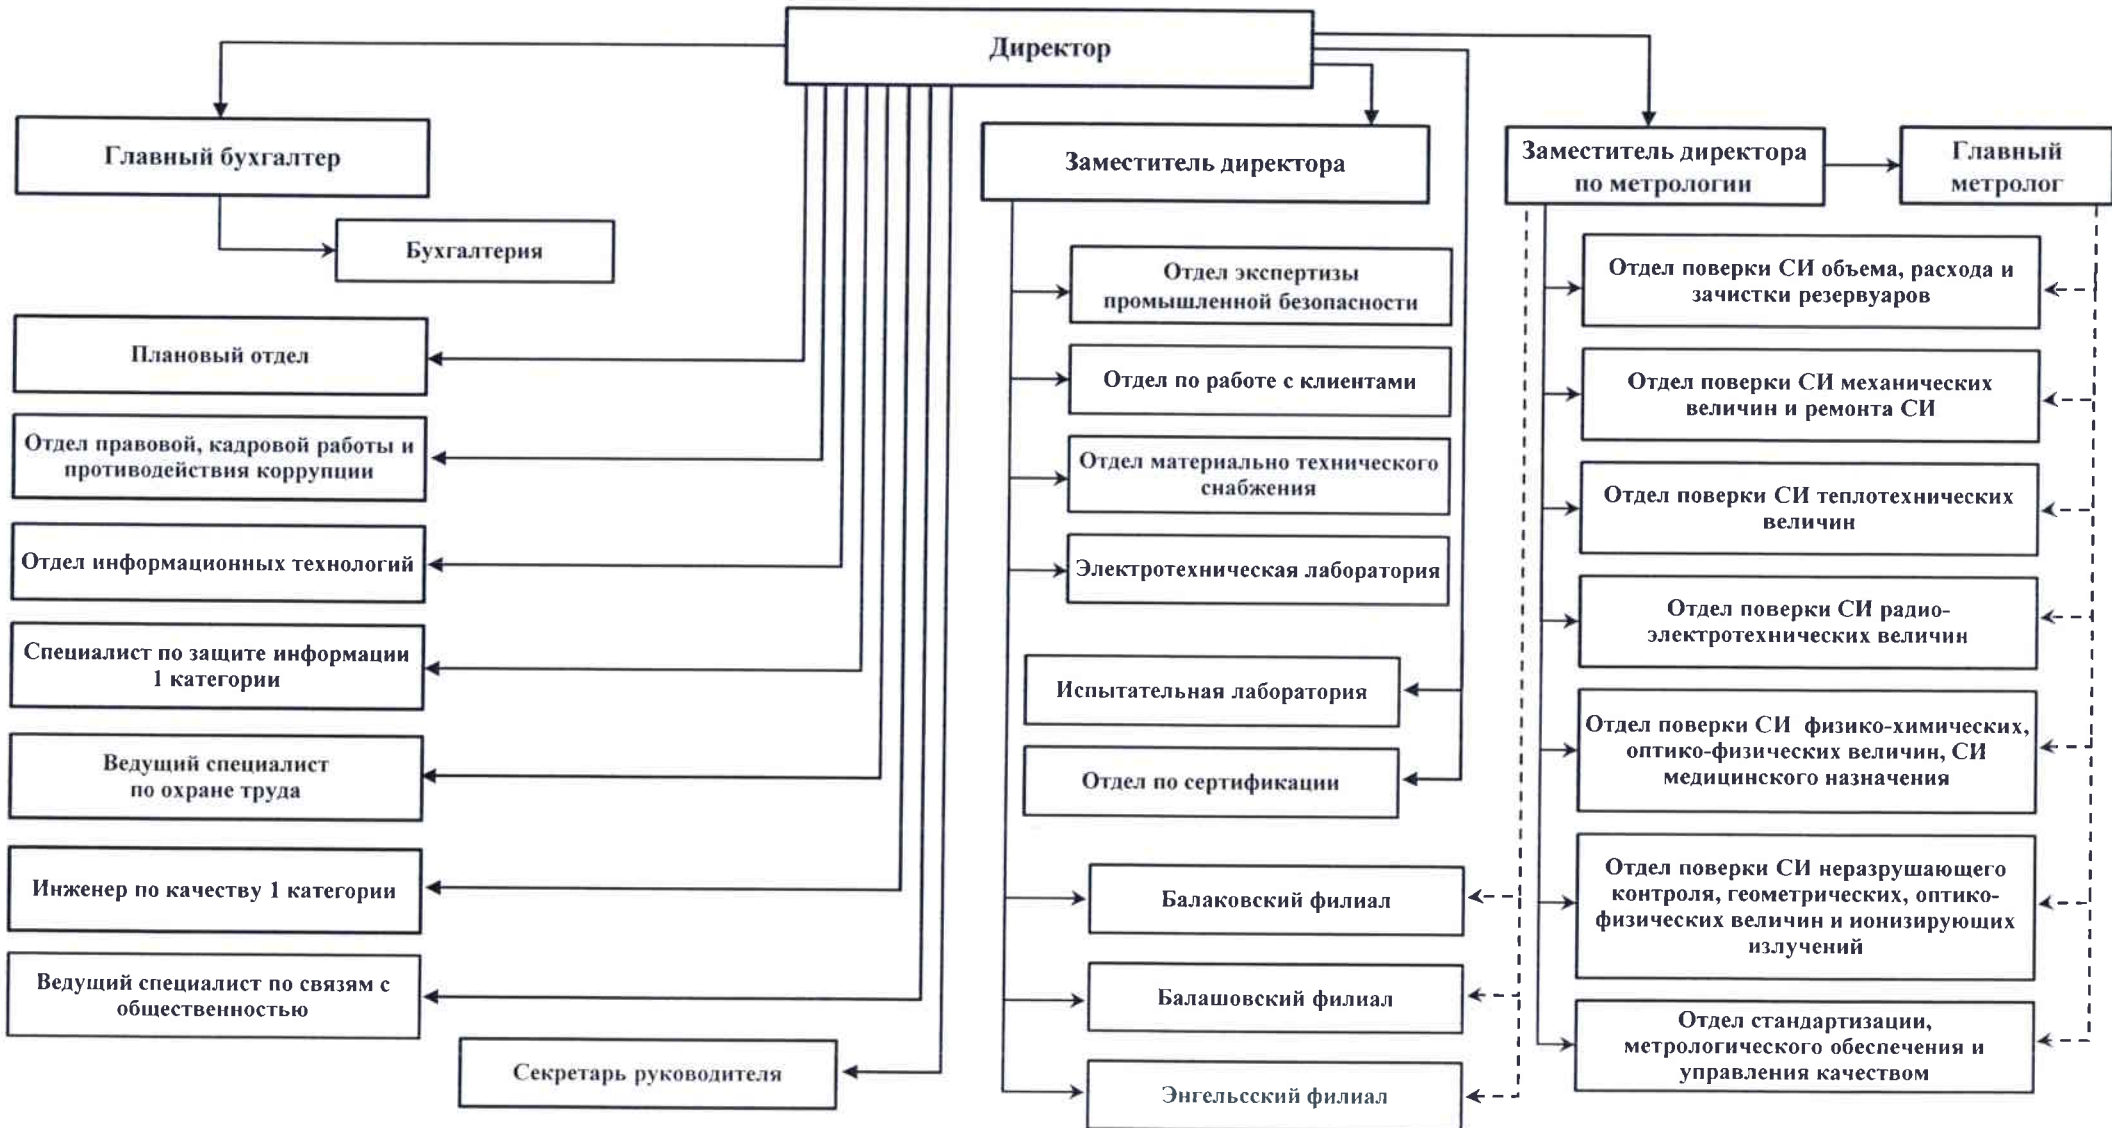 Директор
Главный бухгалтер
Бухгалтерия
Плановый отдел
Отдел правовой, кадровой работы и
противодействия коррупции
Отдел информационных технологий
Специалист по защите информации
1 категории
Ведущий специалист
по охране труда
Инженер по качеству 1 категории
Ведущий специалист по связям с
общественностью
Секретарь руководителя
Заместитель директора
Отдел экспертизы
промышленной безопасности
Отдел по работе с клиентами
Отдел материально технического
снабжения
Электротехническая лаборатория
Испытательная лаборатория
Отдел по сертификации
Балаковский филиал
Балашовский филиал
Энгельсский филиал
Заместитель директора
по метрологии
Главный
метролог
Отдел поверки СИ объема, расхода и
зачистки резервуаров
Отдел поверки СИ механических
величин и ремонта СИ
Отдел поверки СИ теплотехнических
величин
Отдел поверки СИ радио-
электротехнических величин
Отдел поверки СИ физико-химических,
оптико-физических величин, СИ
медицинского назначения
Отдел поверки СИ неразрушающего
контроля, геометрических, оптико-
физических величин и ионизирующих
излучений
Отдел стандартизации,
метрологического обеспечения и
управления качеством